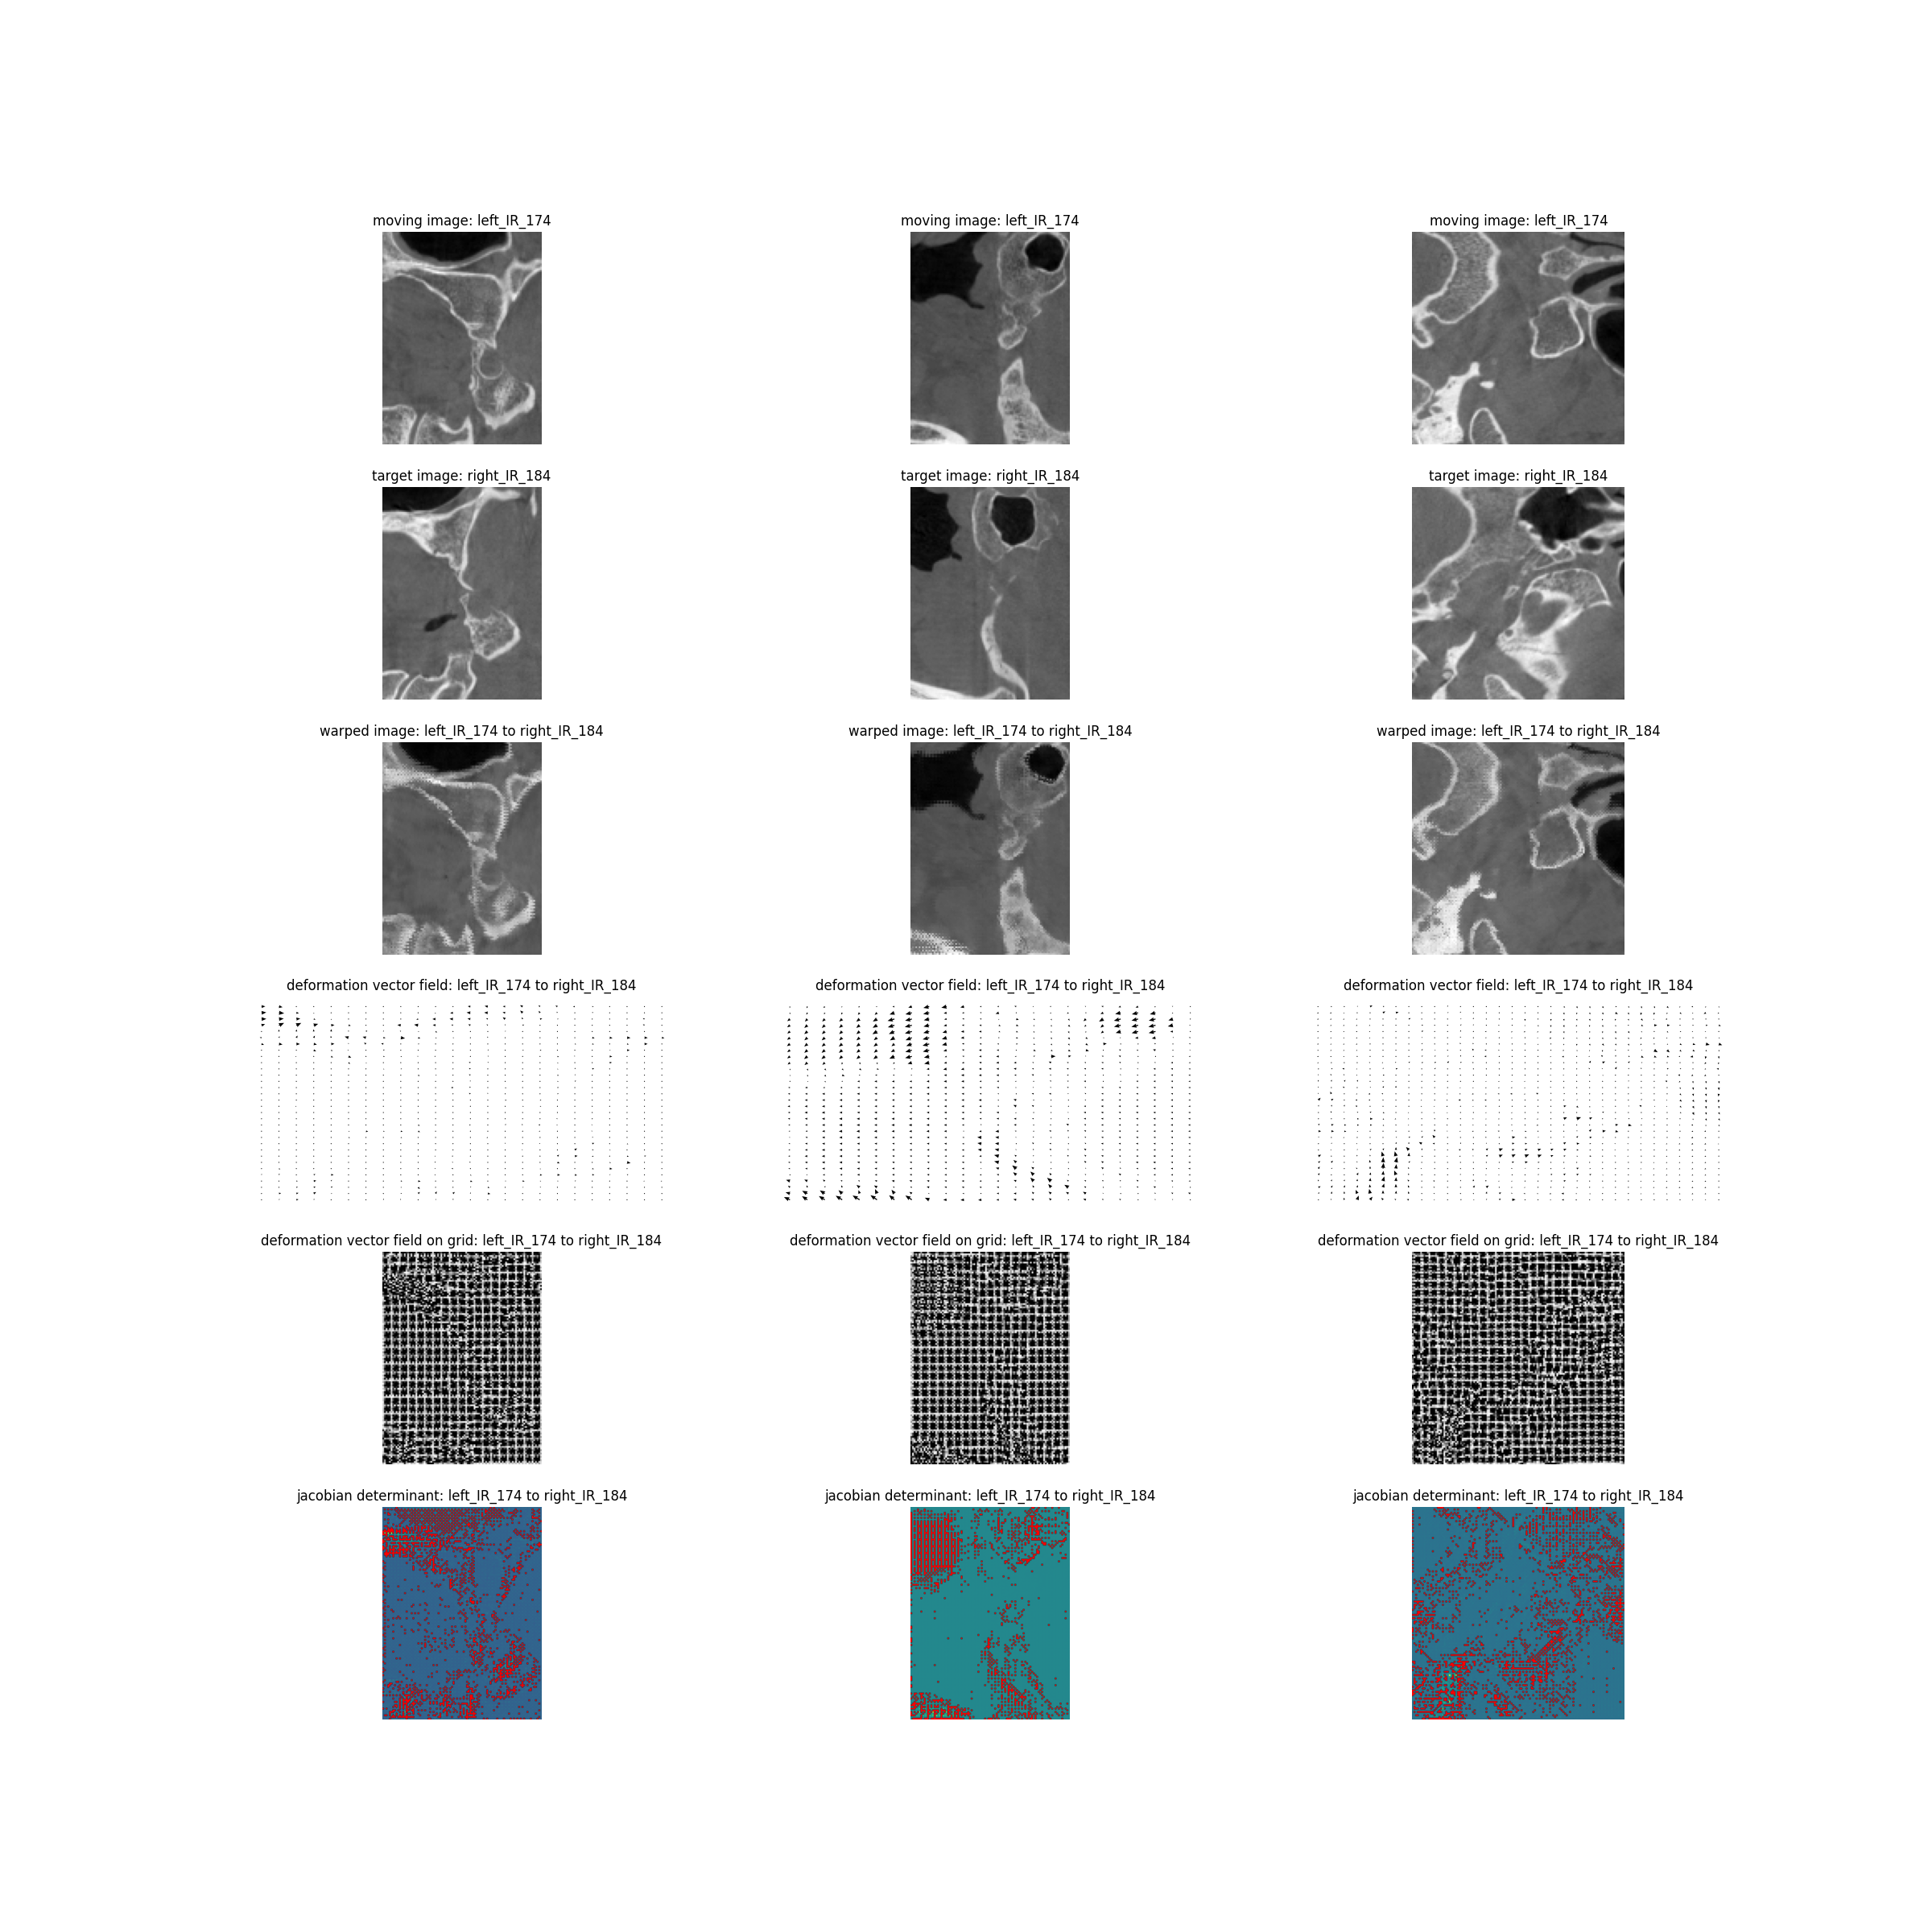 moving image: left_IR_174
moving image: left_IR_174
moving image: left_IR_174
target image: right_IR_184
target image: right_IR_184
target image: right_IR_184
warped image: left_IR_174 to right_IR_184
warped image: left_IR_174 to right_IR_184
warped image: left_IR_174 to right_IR_184
deformation vector field: left_IR_174 to right_IR_184
deformation vector field: left_IR_174 to right_IR_184
deformation vector field: left_IR_174 to right_IR_184
deformation vector field on grid: left_IR_174 to right_IR_184
deformation vector field on grid: left_IR_174 to right_IR_184
deformation vector field on grid: left_IR_174 to right_IR_184
jacobian determinant: left_IR_174 to right_IR_184
jacobian determinant: left_IR_174 to right_IR_184
jacobian determinant: left_IR_174 to right_IR_184